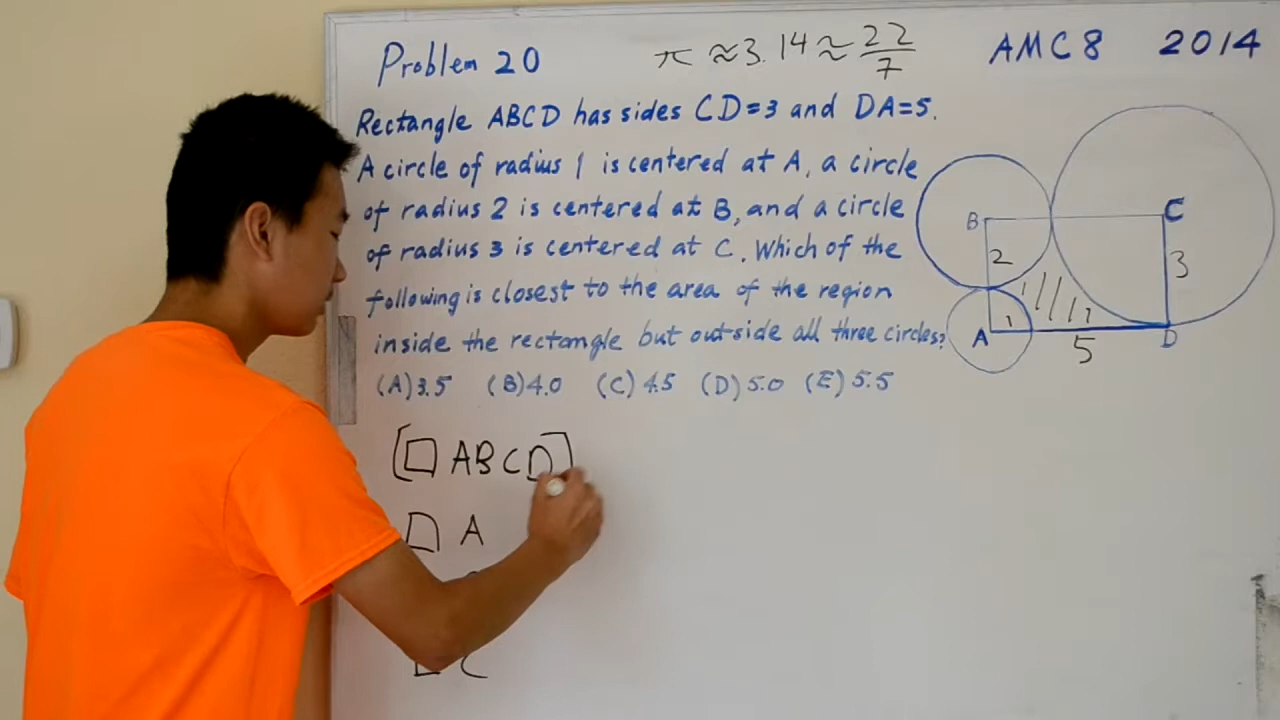 Problem 20
π ≈ 3.14 ≈ 22/7
AMC 8 2014
Rectangle ABCD has sides CD=3 and DA=5.
A circle of radius 1 is centered at A, a circle
of radius 2 is centered at B, and a circle
of radius 3 is centered at C. Which of the
following is closest to the area of the region
inside the rectangle but outside all three circles?
(A) 3.5 (B) 4.0 (C) 4.5 (D) 5.0 (E) 5.5
B C
2 3
1 1
A D
5
[□ ABCD]
□ A
C